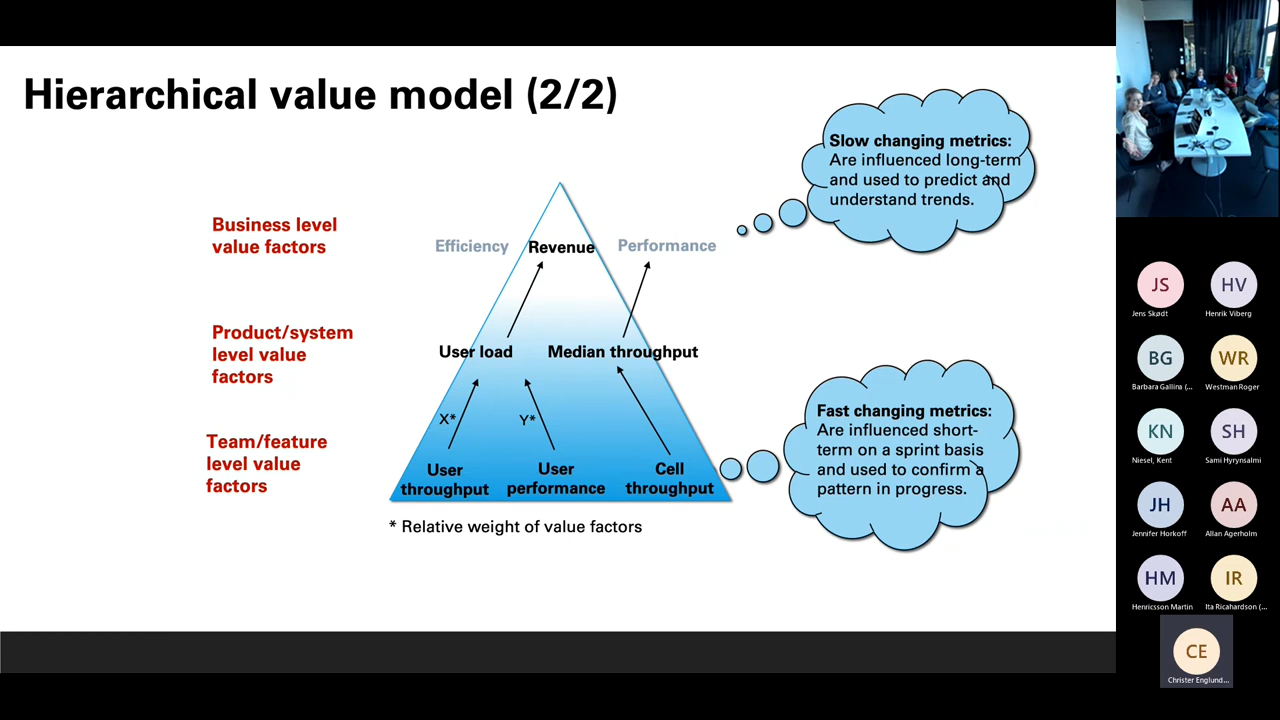 Hierarchical value model (2/2)
Slow changing metrics:
Are influenced long-term
and used to predict and
understand trends.
Business level
value factors
Efficiency
Revenue
Performance
Product/system
level value
factors
User load
Median throughput
X*
Y*
Fast changing metrics:
Are influenced short-
term on a sprint basis
and used to confirm a
pattern in progress.
Team/feature
level value
factors
User
throughput
User
performance
Cell
throughput
* Relative weight of value factors
JS
Jens Skødt
HV
Henrik Viberg
BG
Barbara Gallina (...
WR
Westman Roger
KN
Niesel, Kent
SH
Sami Hyrynsalmi
JH
Jennifer Horkoff
AA
Allan Agerholm
HM
Henricsson Martin
IR
Ita Ricahardson (...
CE
Christer Englund...